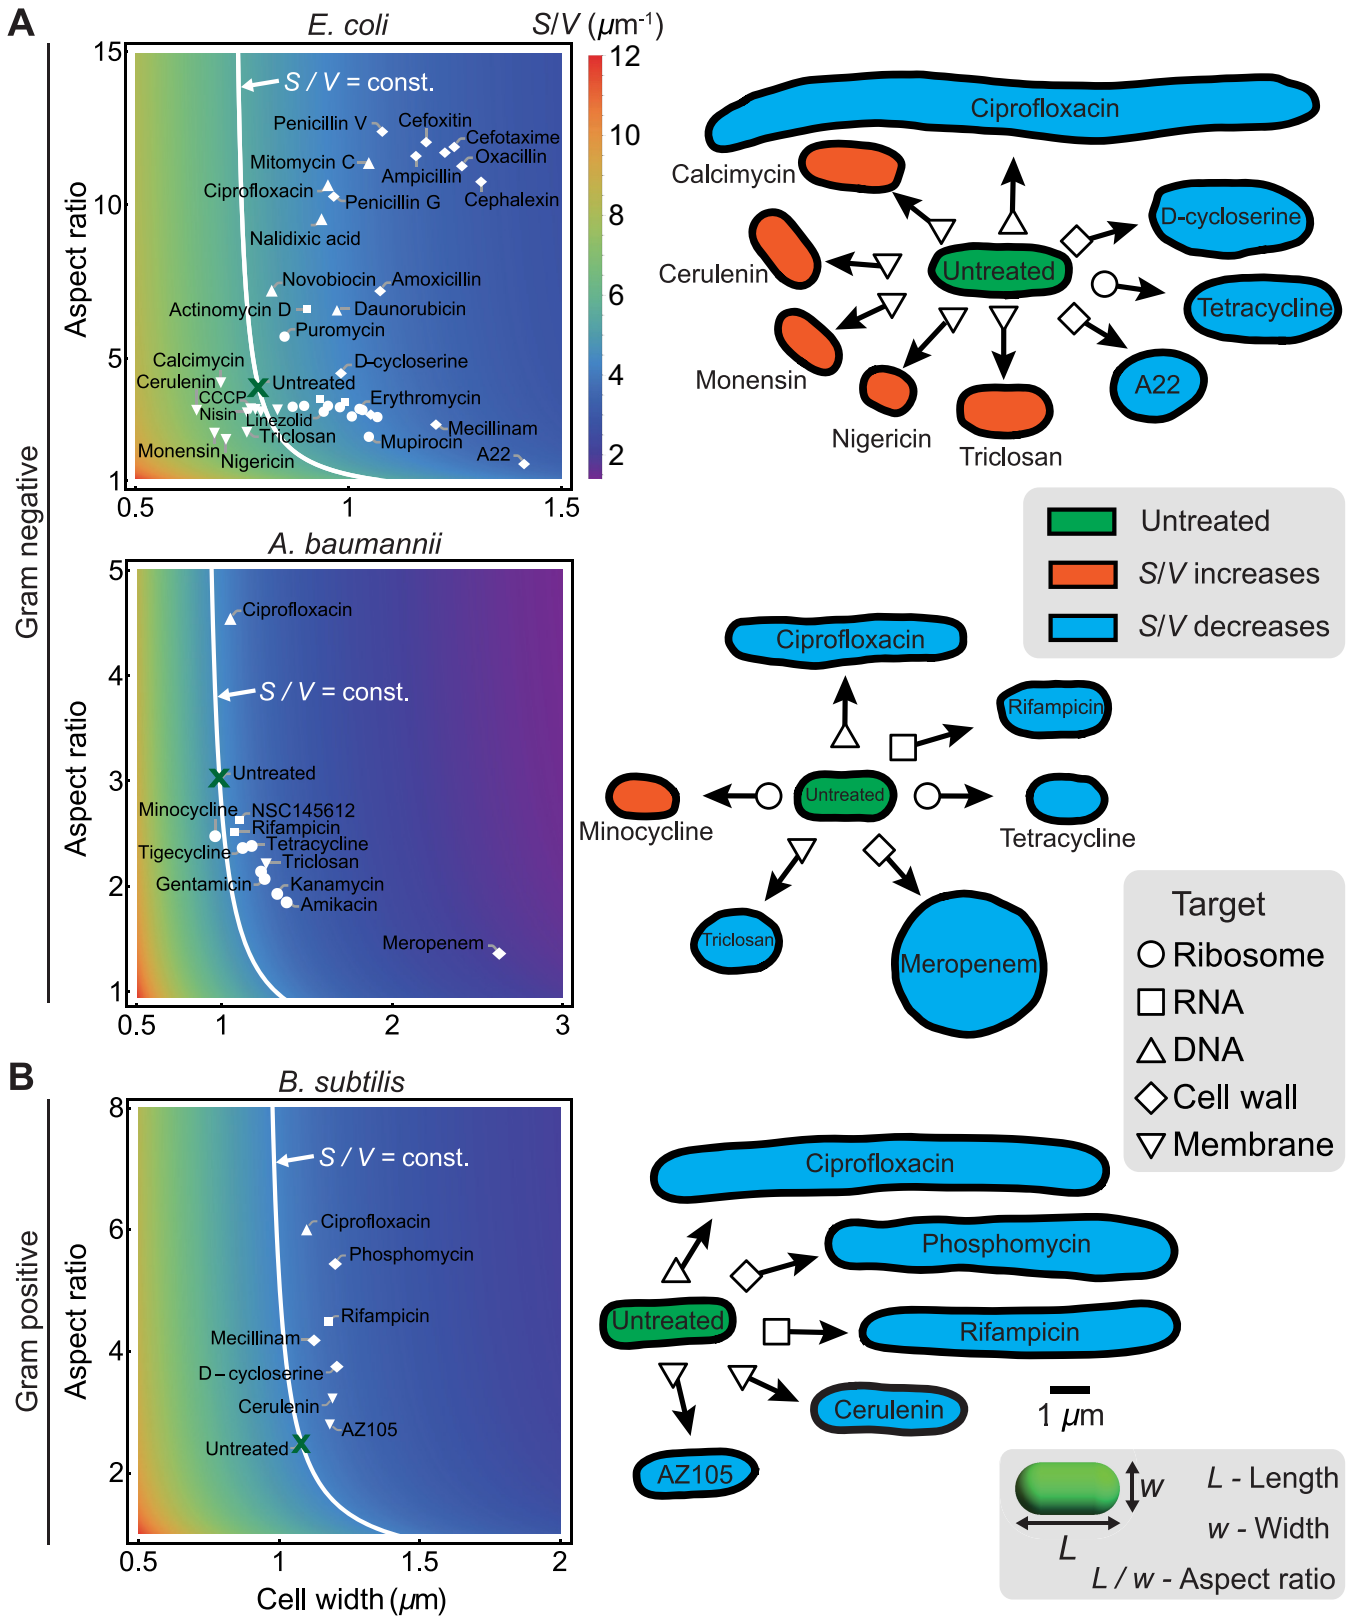 A
E. coli
S/V (µm⁻¹)
Gram negative
Aspect ratio
15
10
5
1
0.5
1
1.5
12
10
8
6
4
2
S / V = const.
Penicillin V
Cefoxitin
Cefotaxime
Mitomycin C
Ampicillin
Oxacillin
Ciprofloxacin
Penicillin G
Cephalexin
Nalidixic acid
Novobiocin
Amoxicillin
Actinomycin D
Daunorubicin
Puromycin
Calcimycin
D-cycloserine
Cerulenin
Untreated
CCCP
Erythromycin
Nisin
Linezolid
Mecillinam
Monensin
Triclosan
Mupirocin
Nigericin
A22
Ciprofloxacin
Calcimycin
D-cycloserine
Cerulenin
Untreated
Tetracycline
Monensin
A22
Nigericin
Triclosan
Untreated
S/V increases
S/V decreases
A. baumannii
Aspect ratio
5
4
3
2
1
0.5
1
2
3
Ciprofloxacin
S / V = const.
Untreated
Minocycline
NSC145612
Rifampicin
Tigecycline
Tetracycline
Triclosan
Gentamicin
Kanamycin
Amikacin
Meropenem
Ciprofloxacin
Rifampicin
Untreated
Minocycline
Tetracycline
Triclosan
Meropenem
Target
Ribosome
RNA
DNA
Cell wall
Membrane
B
B. subtilis
Gram positive
Aspect ratio
8
6
4
2
0.5
1
1.5
2
Cell width (µm)
S / V = const.
Ciprofloxacin
Phosphomycin
Rifampicin
Mecillinam
D-cycloserine
Cerulenin
AZ105
Untreated
Ciprofloxacin
Phosphomycin
Untreated
Rifampicin
Cerulenin
AZ105
1 µm
w
L
L - Length
w - Width
L / w - Aspect ratio